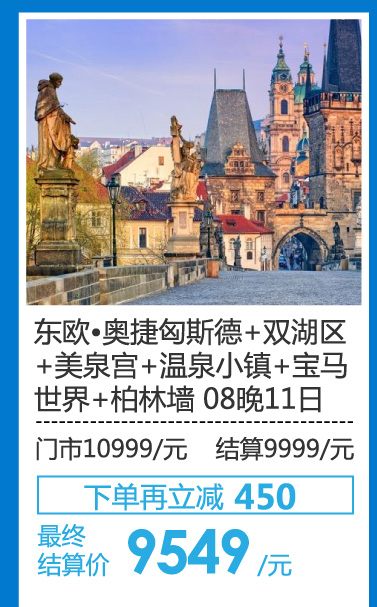 东欧•奥捷匈斯德+双湖区
+美泉宫+温泉小镇+宝马
世界+柏林墙 08晚11日
门市10999/元 结算9999/元
下单再立减 450
最终
结算价 9549 /元